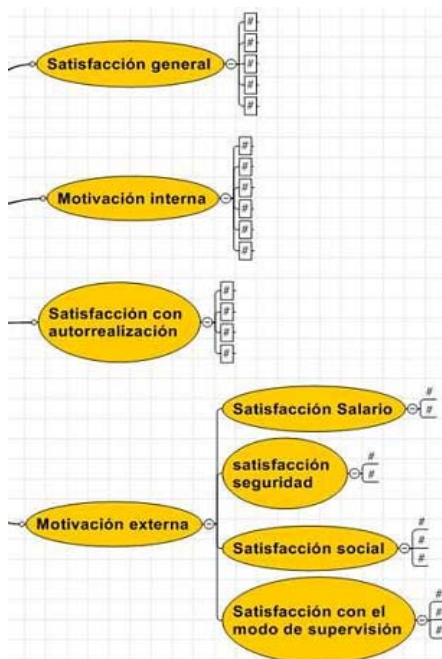 #
#
Satisfacción general
#
#
#
#
#
Motivación interna
#
#
#
#
#
Satisfacción con
autorrealización
#
#
#
#
Satisfacción Salario
#
#
satisfacción
seguridad
#
#
Motivación externa
Satisfacción social
#
#
#
Satisfacción con el
modo de supervisión
#
#
#